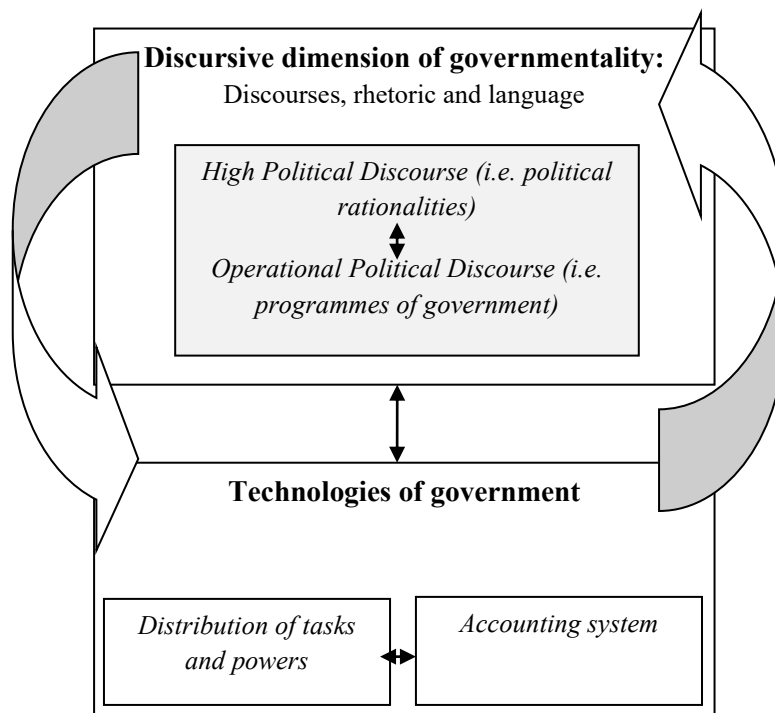 Discursive dimension of governmentality:
Discourses, rhetoric and language
High Political Discourse (i.e. political
rationalities)
Operational Political Discourse (i.e.
programmes of government)
Technologies of government
Distribution of tasks
and powers
Accounting system